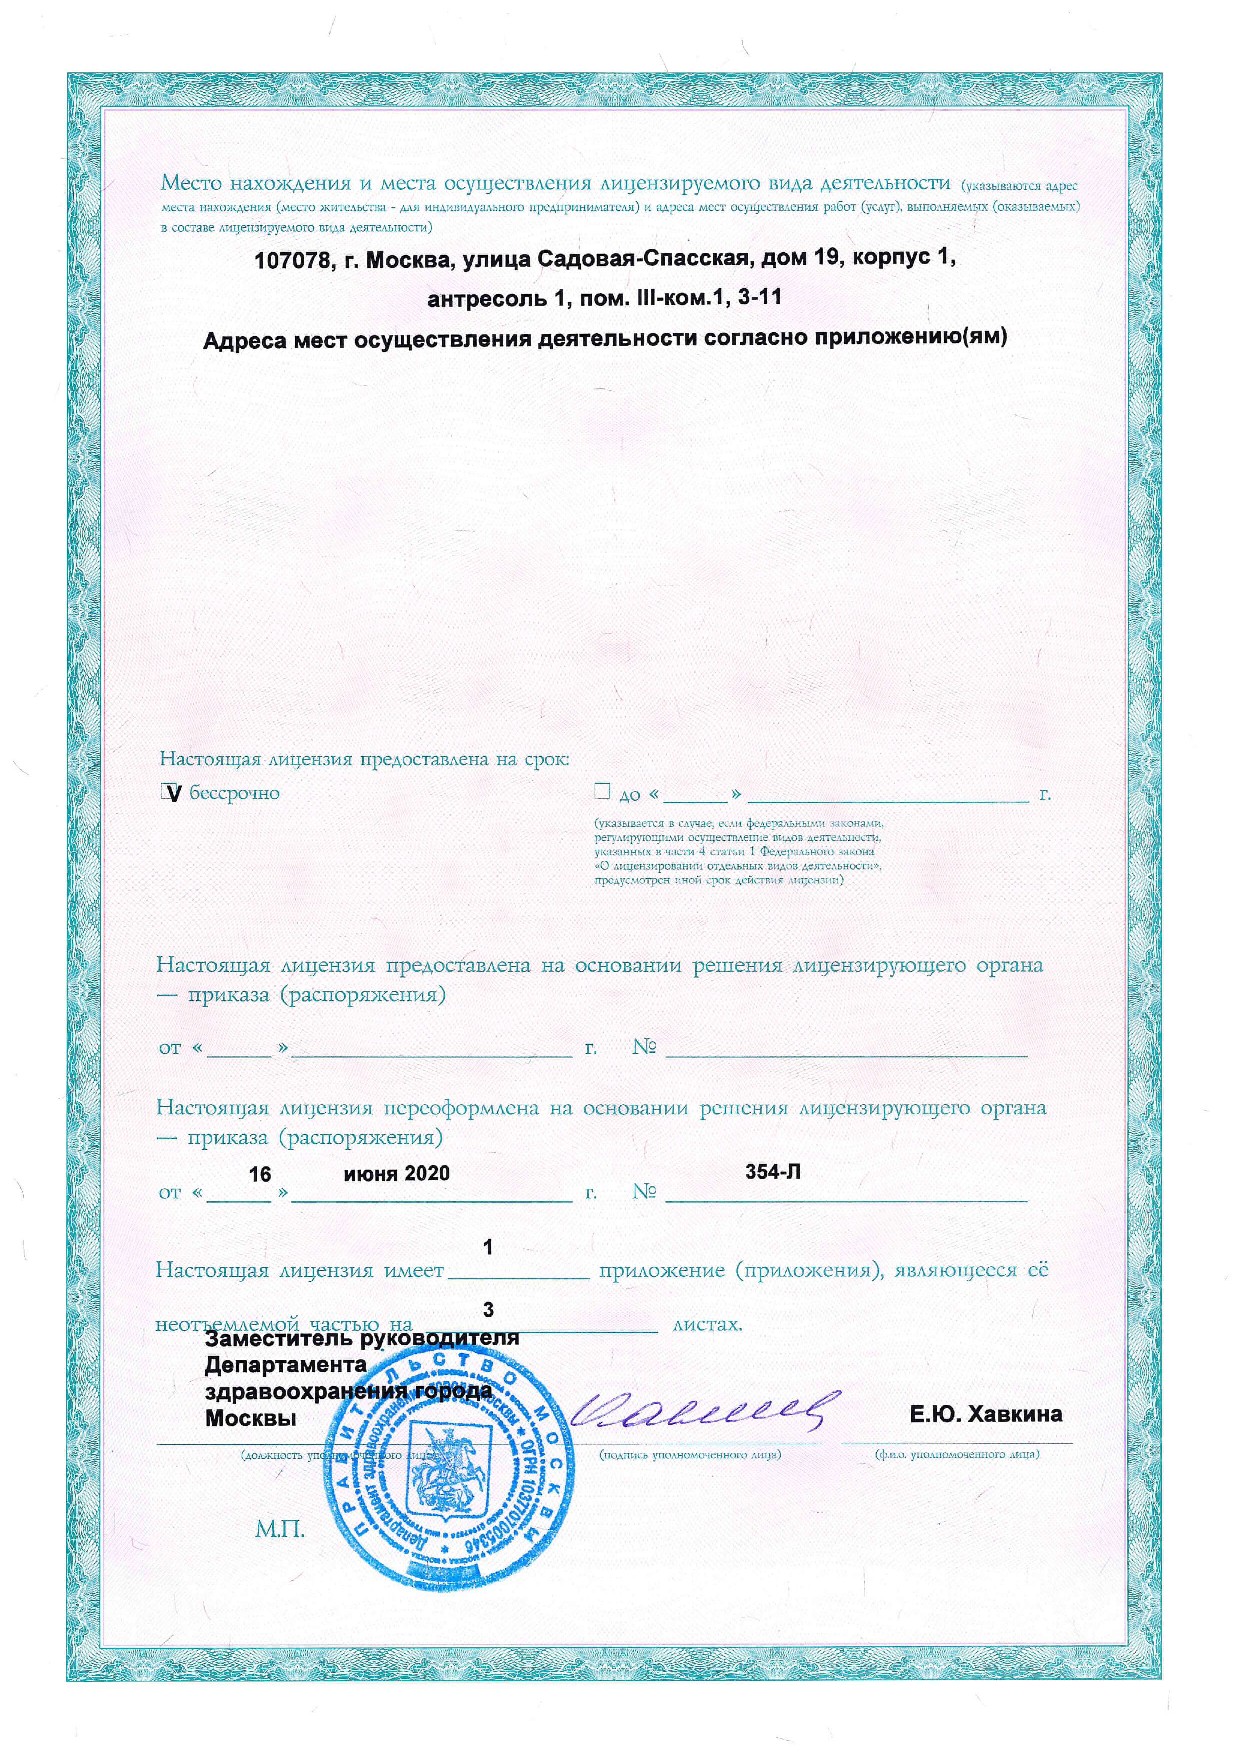 Место нахождения и места осуществления лицензируемого вида деятельности (указываются адрес
места нахождения (место жительства - для индивидуального предпринимателя) и адреса мест осуществления работ (услуг), выполняемых (оказываемых)
в составе лицензируемого вида деятельности)
107078, г. Москва, улица Садовая-Спасская, дом 19, корпус 1,
антресоль 1, пом. III-ком.1, 3-11
Адреса мест осуществления деятельности согласно приложению(ям)
Настоящая лицензия предоставлена на срок:
V бессрочно
до «______» __________________________ г.
(указывается в случае, если федеральными законами,
регулирующими осуществление видов деятельности,
указанных в части 4 статьи 1 Федерального закона
«О лицензировании отдельных видов деятельности»,
предусмотрен иной срок действия лицензии)
Настоящая лицензия предоставлена на основании решения лицензирующего органа
— приказа (распоряжения)
от «______» __________________________ г. № __________________________
Настоящая лицензия переоформлена на основании решения лицензирующего органа
— приказа (распоряжения)
от « 16 » июня 2020 г. № 354-Л
Настоящая лицензия имеет 1 приложение (приложения), являющееся её
неотъемлемой частью на 3 листах.
Заместитель руководителя
Департамента
здравоохранения города
Москвы
Е.Ю. Хавкина
(должность уполномоченного лица)
(подпись уполномоченного лица)
(ф.и.о. уполномоченного лица)
М.П.
ПРАВИТЕЛЬСТВО МОСКВЫ
Департамент здравоохранения города Москвы * ОГРН 1037701005346 *